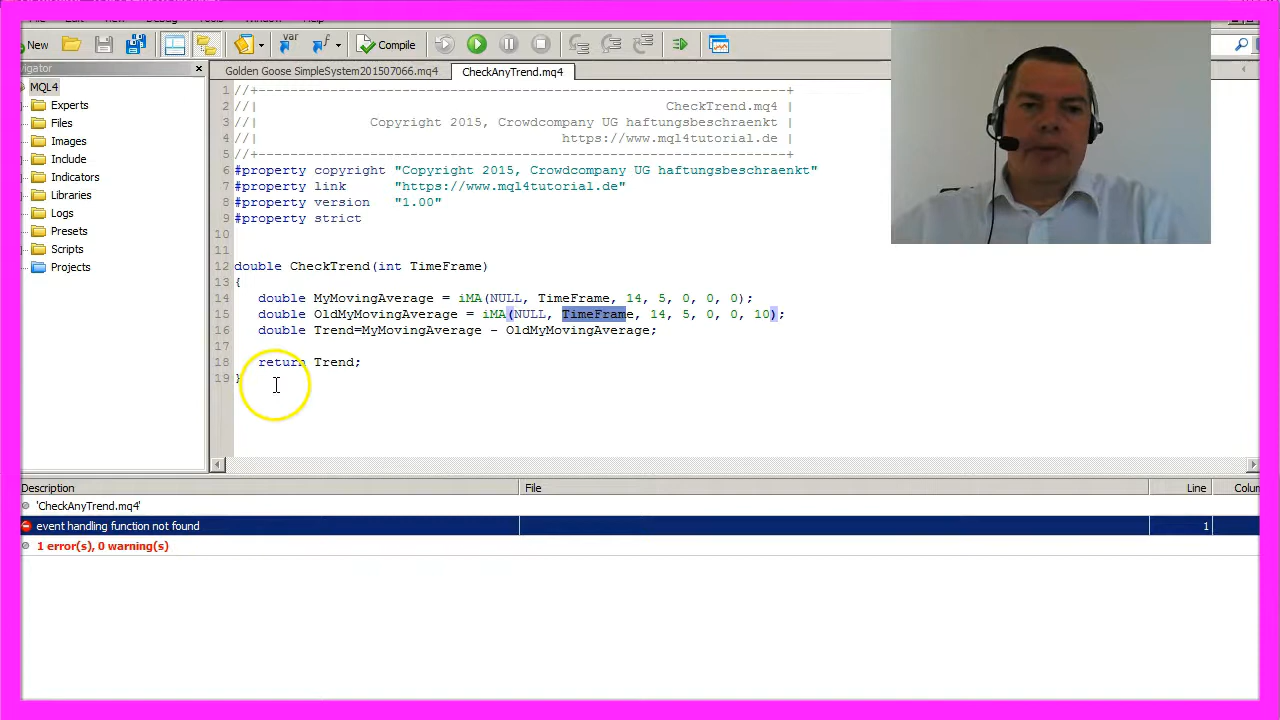 New
Compile
var
f
Navigator
Golden Goose SimpleSystem201507066.mq4
CheckAnyTrend.mq4
MQL4
Experts
Files
Images
Include
Indicators
Libraries
Logs
Presets
Scripts
Projects
1 //+------------------------------------------------------------------+
2 //| CheckTrend.mq4 |
3 //| Copyright 2015, Crowdcompany UG haftungsbeschraenkt |
4 //| https://www.mql4tutorial.de |
5 //+------------------------------------------------------------------+
6 #property copyright "Copyright 2015, Crowdcompany UG haftungsbeschraenkt"
7 #property link "https://www.mql4tutorial.de"
8 #property version "1.00"
9 #property strict
10
11
12 double CheckTrend(int TimeFrame)
13 {
14 double MyMovingAverage = iMA(NULL, TimeFrame, 14, 5, 0, 0, 0);
15 double OldMyMovingAverage = iMA(NULL, TimeFrame, 14, 5, 0, 0, 10);
16 double Trend=MyMovingAverage - OldMyMovingAverage;
17
18 return Trend;
19 }
Description File Line Colun
'CheckAnyTrend.mq4'
event handling function not found 1
1 error(s), 0 warning(s)